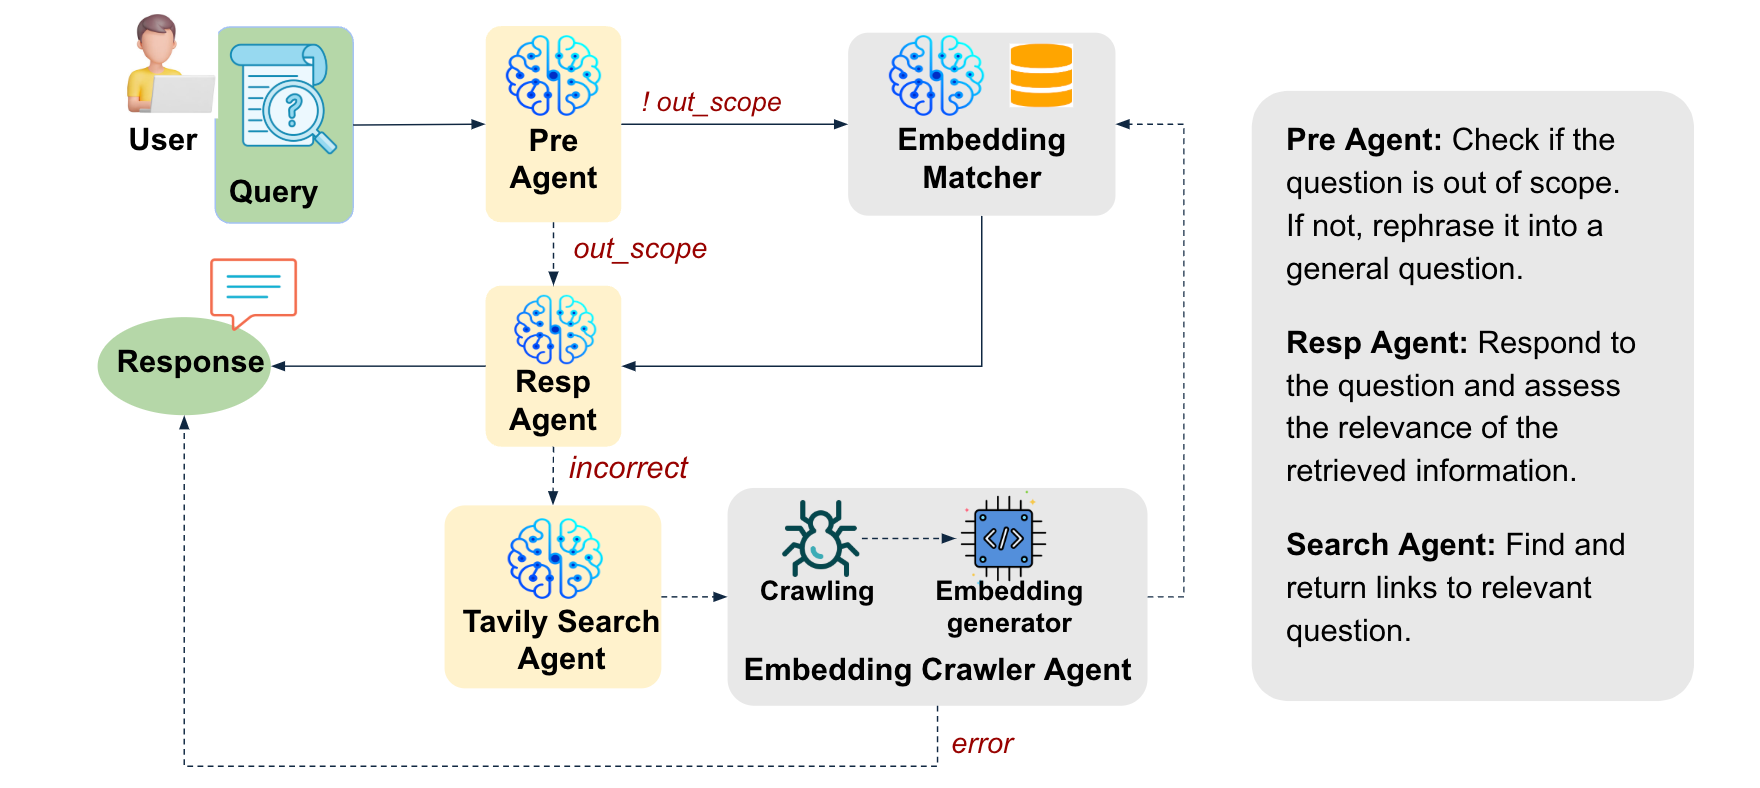 User
Query
Pre
Agent
! out_scope
Embedding
Matcher
out_scope
Response
Resp
Agent
incorrect
Tavily Search
Agent
Crawling
Embedding
generator
Embedding Crawler Agent
error
Pre Agent: Check if the
question is out of scope.
If not, rephrase it into a
general question.
Resp Agent: Respond to
the question and assess
the relevance of the
retrieved information.
Search Agent: Find and
return links to relevant
question.